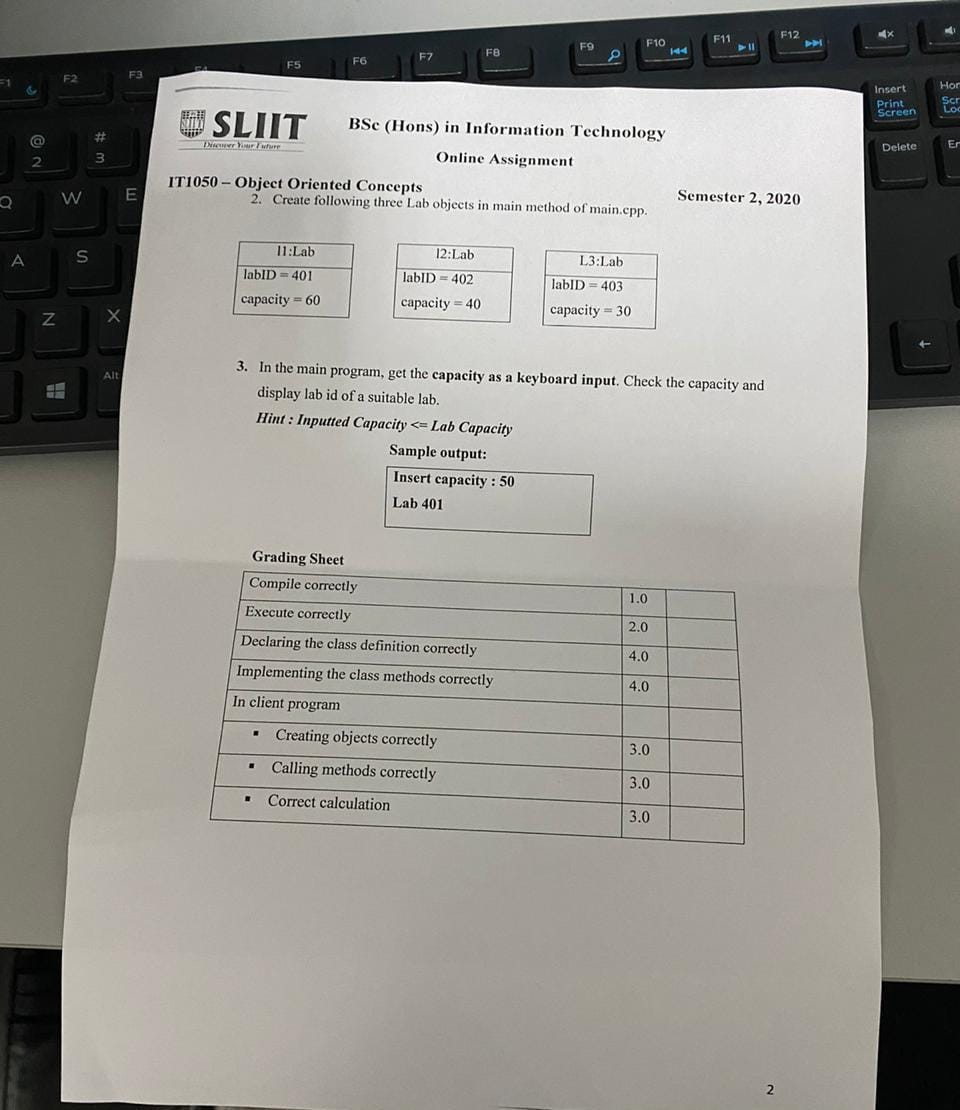 F1
F2
F3
F5
F6
F7
F8
F9
F10
F11
F12
@
2
#
3
Insert
Print
Screen
Delete
Q
W
E
A
S
Z
X
Alt
SLIIT
Discover Your Future
BSc (Hons) in Information Technology
Online Assignment
IT1050 – Object Oriented Concepts
Semester 2, 2020
2. Create following three Lab objects in main method of main.cpp.
l1:Lab
labID = 401
capacity = 60
l2:Lab
labID = 402
capacity = 40
L3:Lab
labID = 403
capacity = 30
3. In the main program, get the capacity as a keyboard input. Check the capacity and
display lab id of a suitable lab.
Hint : Inputted Capacity <= Lab Capacity
Sample output:
Insert capacity : 50
Lab 401
Grading Sheet
Compile correctly 1.0
Execute correctly 2.0
Declaring the class definition correctly 4.0
Implementing the class methods correctly 4.0
In client program
▪ Creating objects correctly 3.0
▪ Calling methods correctly 3.0
▪ Correct calculation 3.0
2